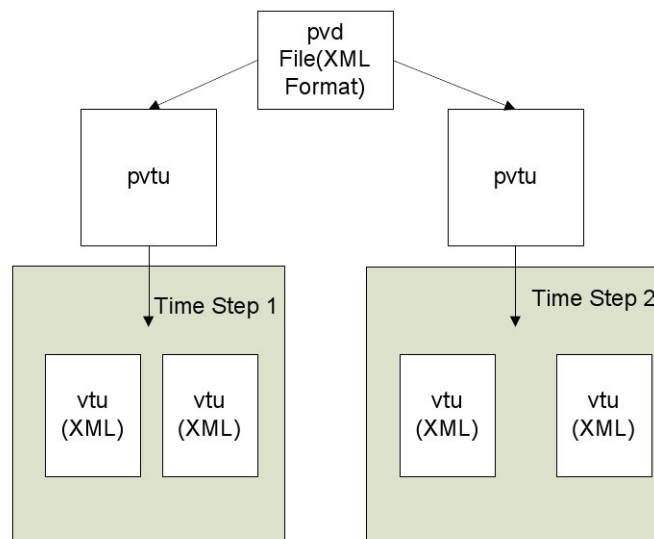 pvd
File(XML
Format)
pvtu
pvtu
Time Step 1
Time Step 2
vtu
(XML)
vtu
(XML)
vtu
(XML)
vtu
(XML)